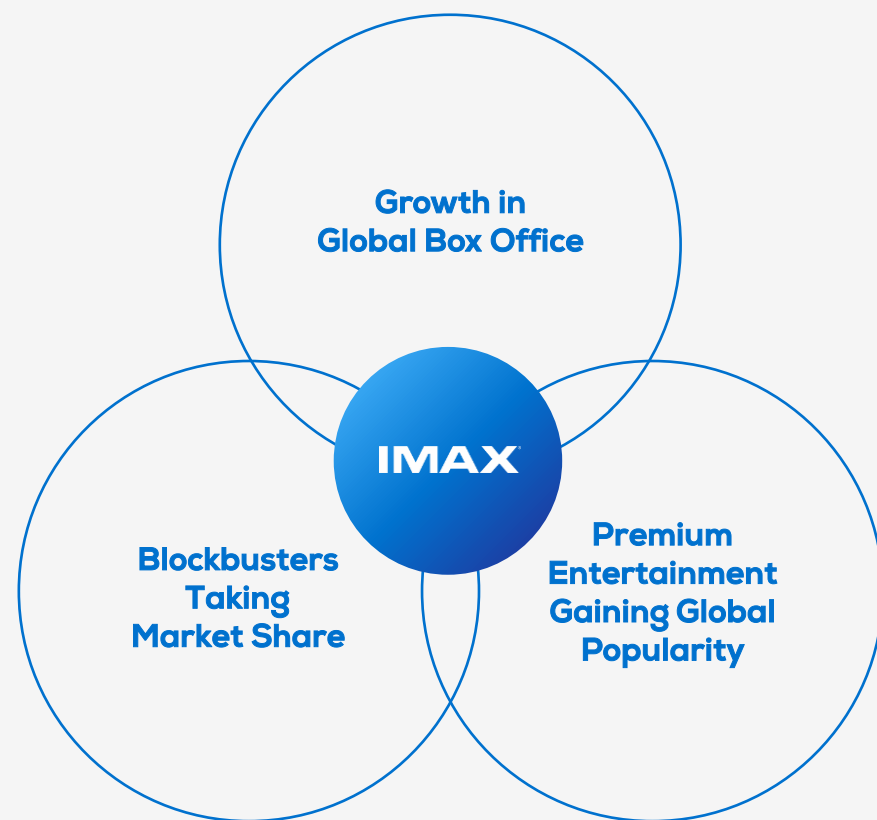 Growth in
Global Box Office
IMAX
Blockbusters
Taking
Market Share
Premium
Entertainment
Gaining Global
Popularity